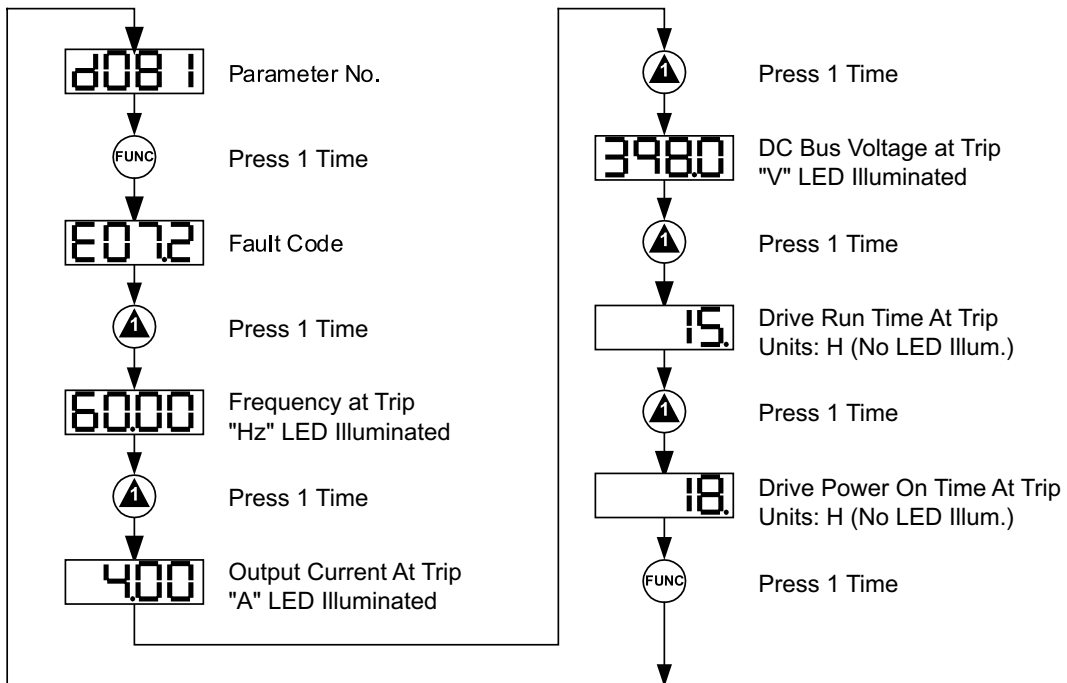 d081
Parameter No.
FUNC
Press 1 Time
E07.2
Fault Code
1
Press 1 Time
60.00
Frequency at Trip
"Hz" LED Illuminated
1
Press 1 Time
4.00
Output Current At Trip
"A" LED Illuminated
1
Press 1 Time
398.0
DC Bus Voltage at Trip
"V" LED Illuminated
1
Press 1 Time
15.
Drive Run Time At Trip
Units: H (No LED Illum.)
1
Press 1 Time
18.
Drive Power On Time At Trip
Units: H (No LED Illum.)
FUNC
Press 1 Time